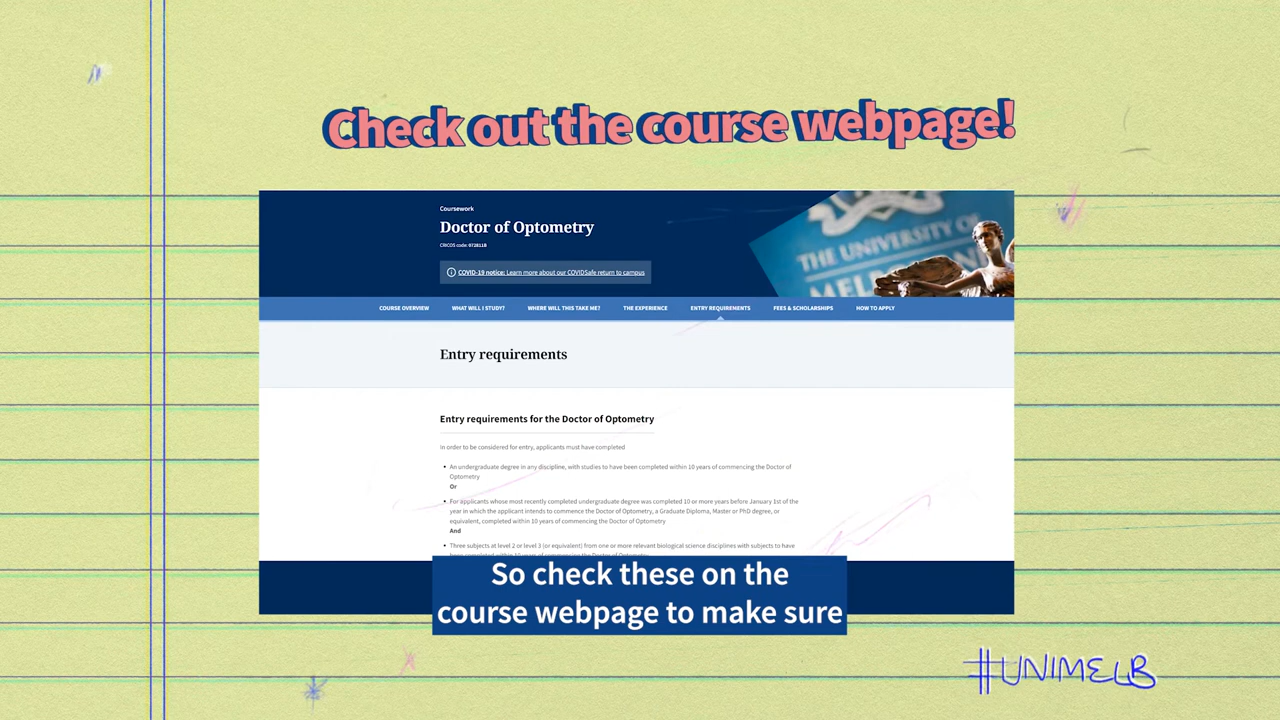 Check out the course webpage!
Coursework
Doctor of Optometry
CRICOS code: 072811B
COVID-19 notice: Learn more about our COVIDSafe return to campus
THE UNIVERSITY OF
COURSE OVERVIEW WHAT WILL I STUDY? WHERE WILL THIS TAKE ME? THE EXPERIENCE ENTRY REQUIREMENTS FEES & SCHOLARSHIPS HOW TO APPLY
Entry requirements
Entry requirements for the Doctor of Optometry
In order to be considered for entry, applicants must have completed
• An undergraduate degree in any discipline, with studies to have been completed within 10 years of commencing the Doctor of
Optometry
Or
• For applicants whose most recently completed undergraduate degree was completed 10 or more years before January 1st of the
year in which the applicant intends to commence the Doctor of Optometry, a Graduate Diploma, Master or PhD degree, or
equivalent, completed within 10 years of commencing the Doctor of Optometry
And
• Three subjects at level 2 or level 3 (or equivalent) from one or more relevant biological science disciplines with subjects to have
So check these on the
course webpage to make sure
#UNIMELB